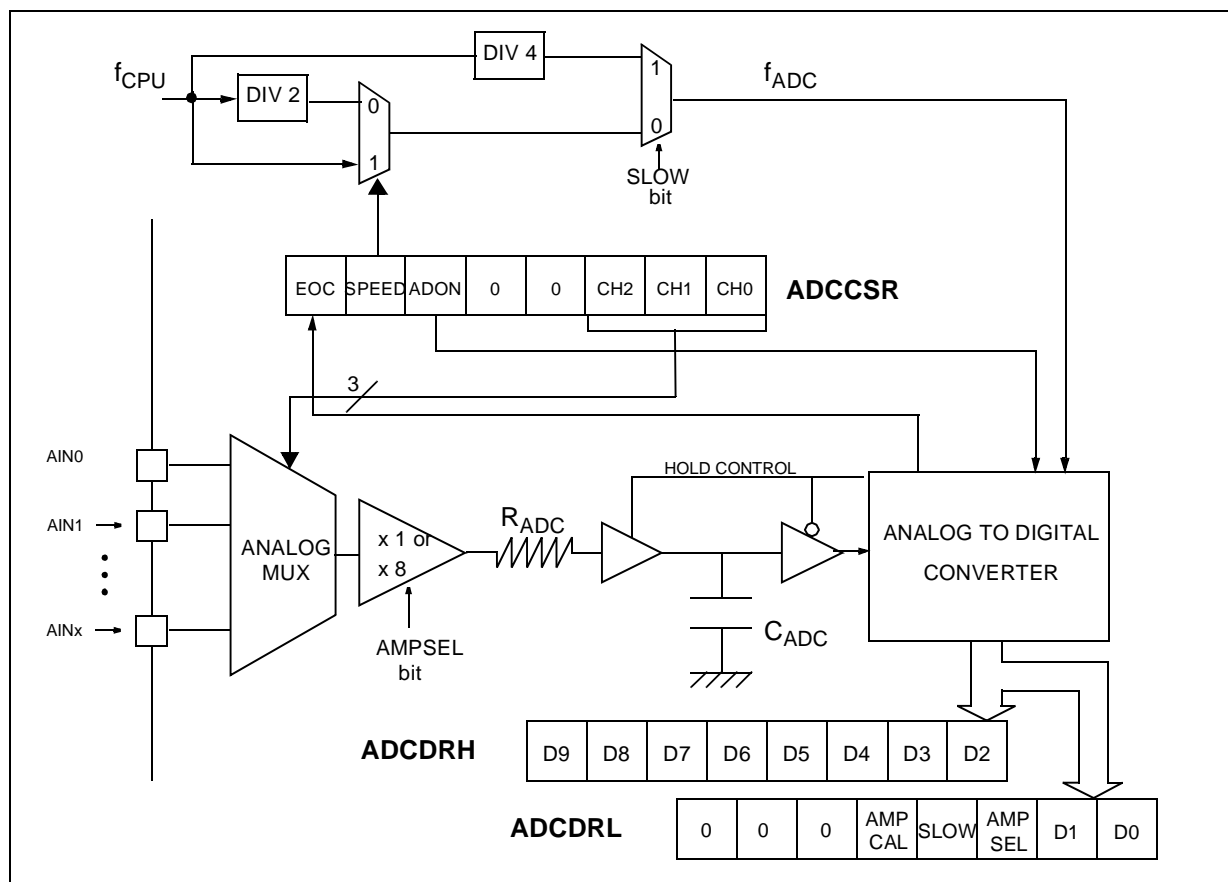 DIV 4
fCPU
DIV 2
0
1
1
0
fADC
SLOW
bit
EOC SPEED ADON 0 0 CH2 CH1 CH0
ADCCSR
3
AIN0
AIN1
AINx
ANALOG
MUX
x 1 or
x 8
AMPSEL
bit
RADC
HOLD CONTROL
CADC
ANALOG TO DIGITAL
CONVERTER
ADCDRH
D9 D8 D7 D6 D5 D4 D3 D2
ADCDRL
0 0 0 AMP CAL SLOW AMP SEL D1 D0